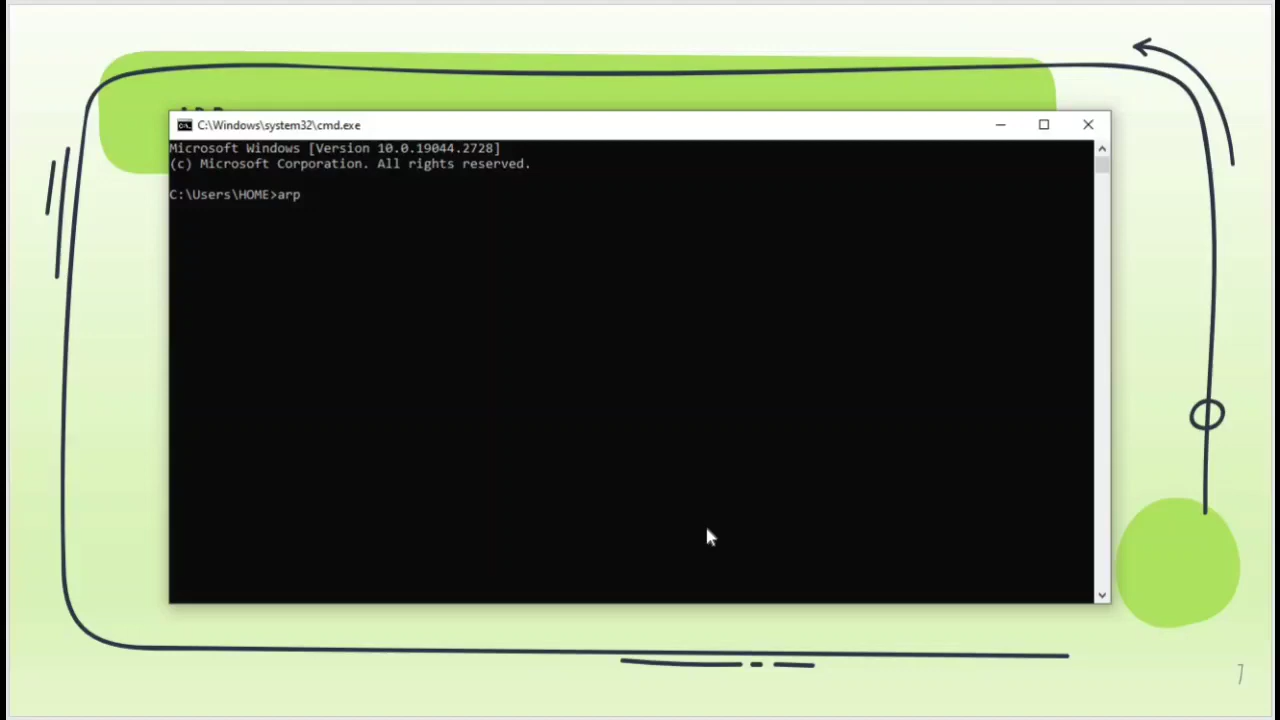 C:\Windows\system32\cmd.exe
Microsoft Windows [Version 10.0.19044.2728]
(c) Microsoft Corporation. All rights reserved.
C:\Users\HOME>arp
7